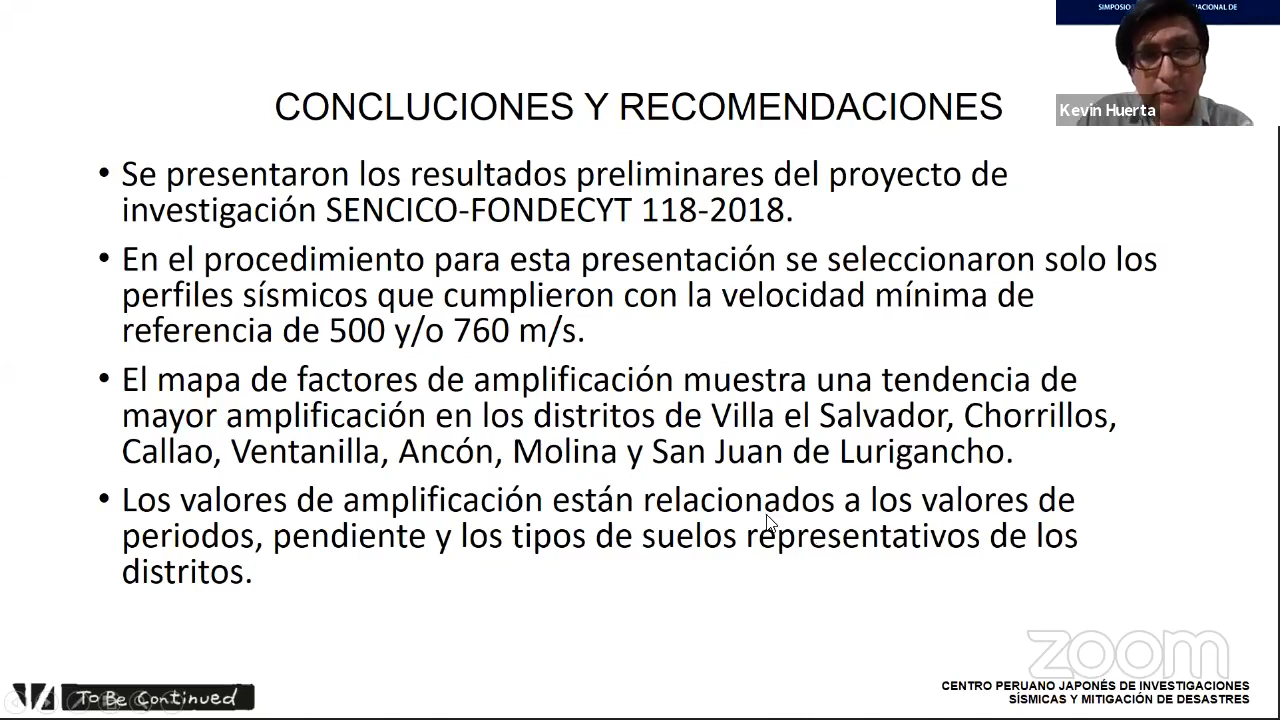 SIMPOSIO
NACIONAL DE
Kevin Huerta
CONCLUCIONES Y RECOMENDACIONES
• Se presentaron los resultados preliminares del proyecto de
investigación SENCICO-FONDECYT 118-2018.
• En el procedimiento para esta presentación se seleccionaron solo los
perfiles sísmicos que cumplieron con la velocidad mínima de
referencia de 500 y/o 760 m/s.
• El mapa de factores de amplificación muestra una tendencia de
mayor amplificación en los distritos de Villa el Salvador, Chorrillos,
Callao, Ventanilla, Ancón, Molina y San Juan de Lurigancho.
• Los valores de amplificación están relacionados a los valores de
periodos, pendiente y los tipos de suelos representativos de los
distritos.
zoom
To Be Continued
CENTRO PERUANO JAPONÉS DE INVESTIGACIONES
SÍSMICAS Y MITIGACIÓN DE DESASTRES